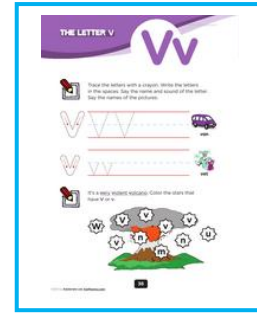 THE LETTER V
Vv
Trace the letters with a crayon. Write the letters
in the spaces. Say the name and sound of the letter.
Say the names of the pictures.
V V V
van
V v v
vet
It's a very violent volcano. Color the stars that
have V or v.
V v
W v
v n n u
v m